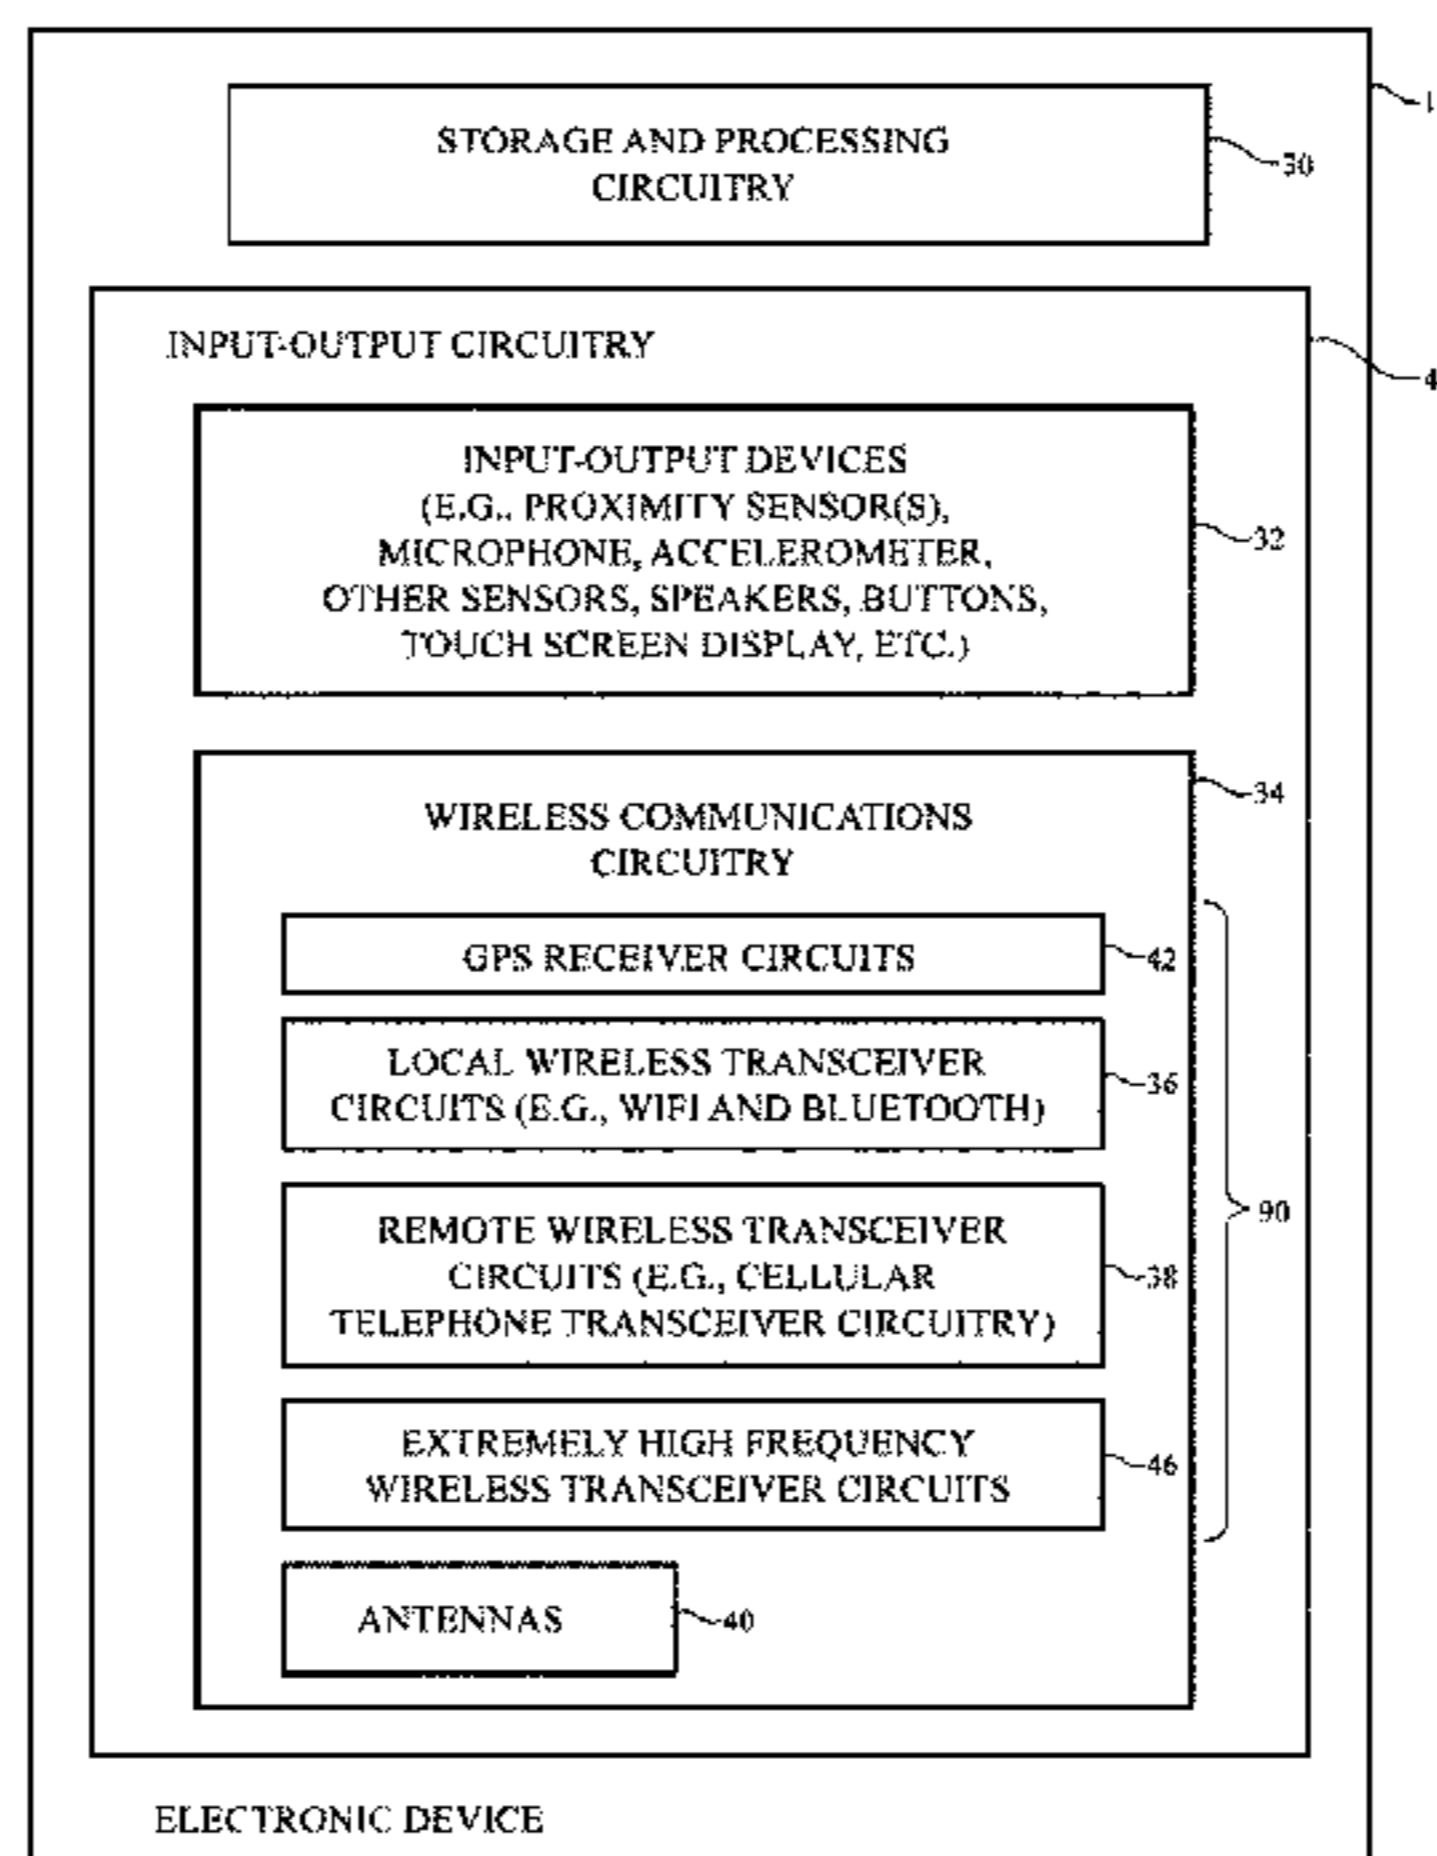 STORAGE AND PROCESSING
CIRCUITRY
30
INPUT-OUTPUT CIRCUITRY
INPUT-OUTPUT DEVICES
(E.G., PROXIMITY SENSOR(S),
MICROPHONE, ACCELEROMETER,
OTHER SENSORS, SPEAKERS, BUTTONS,
TOUCH SCREEN DISPLAY, ETC.)
32
34
WIRELESS COMMUNICATIONS
CIRCUITRY
GPS RECEIVER CIRCUITS
42
LOCAL WIRELESS TRANSCEIVER
CIRCUITS (E.G., WIFI AND BLUETOOTH)
36
REMOTE WIRELESS TRANSCEIVER
CIRCUITS (E.G., CELLULAR
TELEPHONE TRANSCEIVER CIRCUITRY)
38
90
EXTREMELY HIGH FREQUENCY
WIRELESS TRANSCEIVER CIRCUITS
46
ANTENNAS
40
ELECTRONIC DEVICE